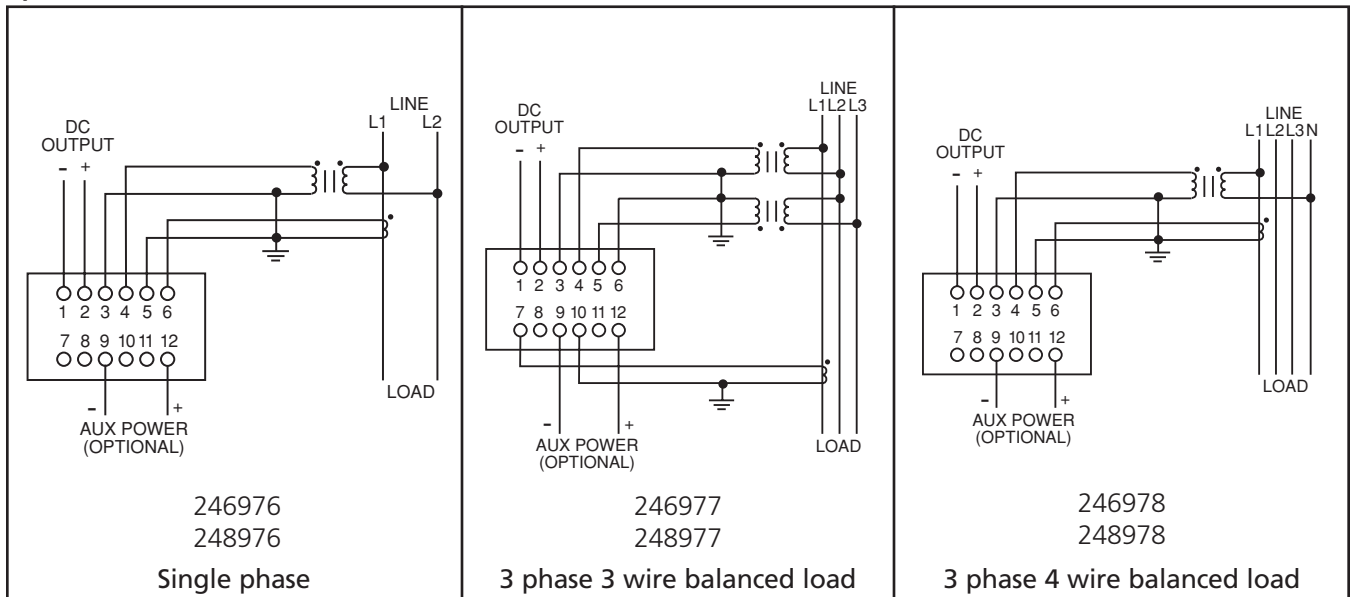 LINE
L1 L2
DC
OUTPUT
- +
1 2 3 4 5 6
7 8 9 10 11 12
- +
AUX POWER
(OPTIONAL)
LOAD
246976
248976
Single phase
LINE
L1 L2 L3
DC
OUTPUT
- +
1 2 3 4 5 6
7 8 9 10 11 12
- +
AUX POWER
(OPTIONAL)
LOAD
246977
248977
3 phase 3 wire balanced load
LINE
L1 L2 L3 N
DC
OUTPUT
- +
1 2 3 4 5 6
7 8 9 10 11 12
- +
AUX POWER
(OPTIONAL)
LOAD
246978
248978
3 phase 4 wire balanced load